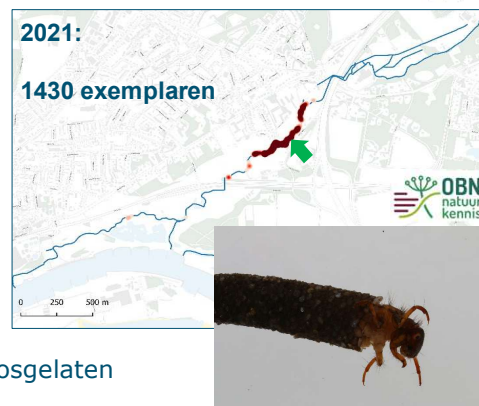 2021:
1430 exemplaren
OBN
natuur
kennis
0 250 500 m
osgelaten